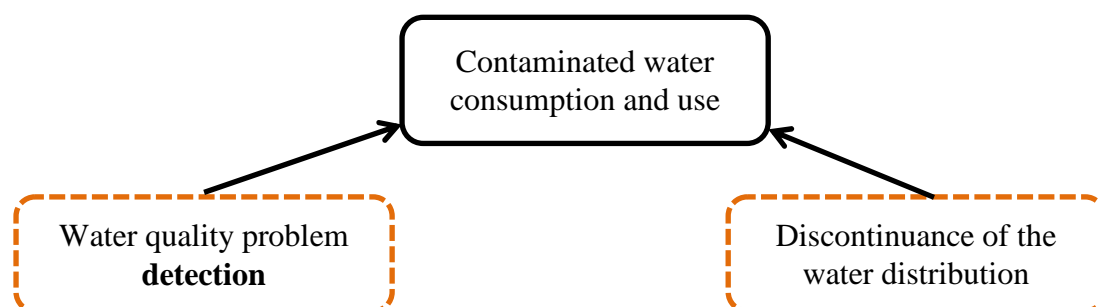 Contaminated water
consumption and use
Water quality problem
detection
Discontinuance of the
water distribution